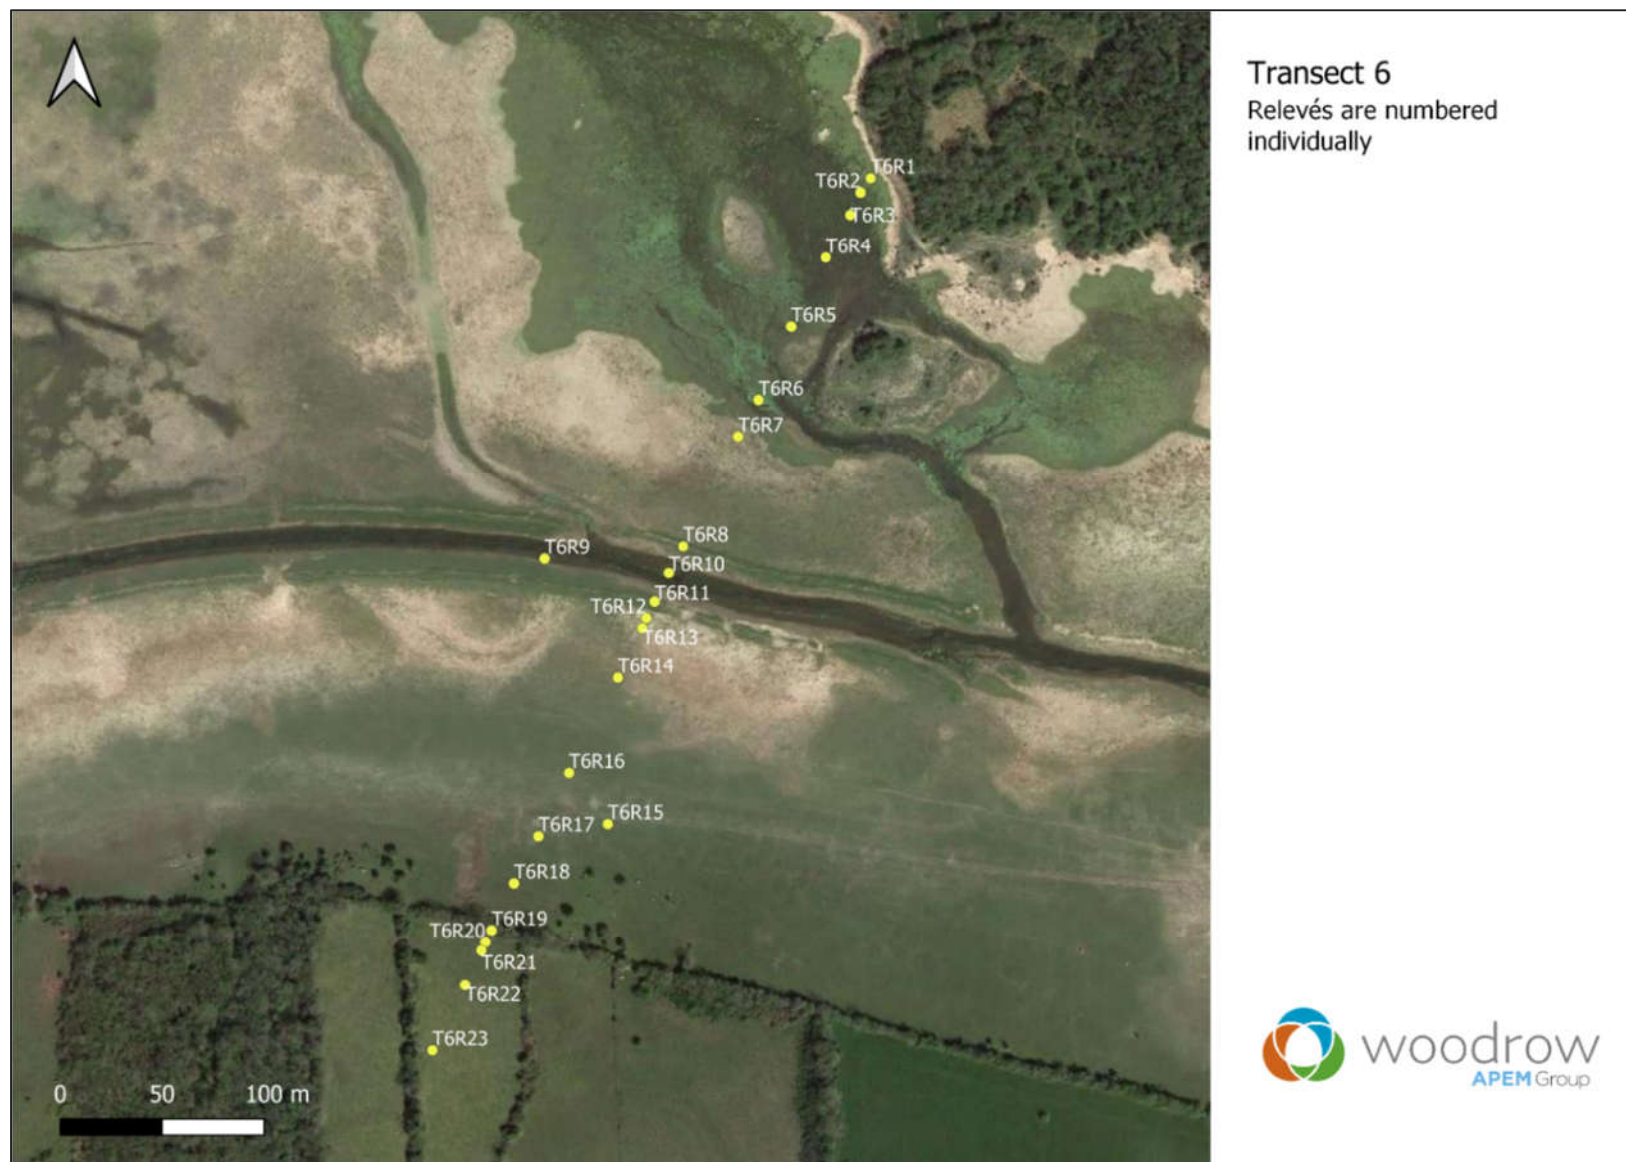 Transect 6
Relevés are numbered
individually
T6R1
T6R2
T6R3
T6R4
T6R5
T6R6
T6R7
T6R8
T6R9
T6R10
T6R11
T6R12
T6R13
T6R14
T6R16
T6R15
T6R17
T6R18
T6R19
T6R20
T6R21
T6R22
T6R23
0 50 100 m
woodrow
APEM Group